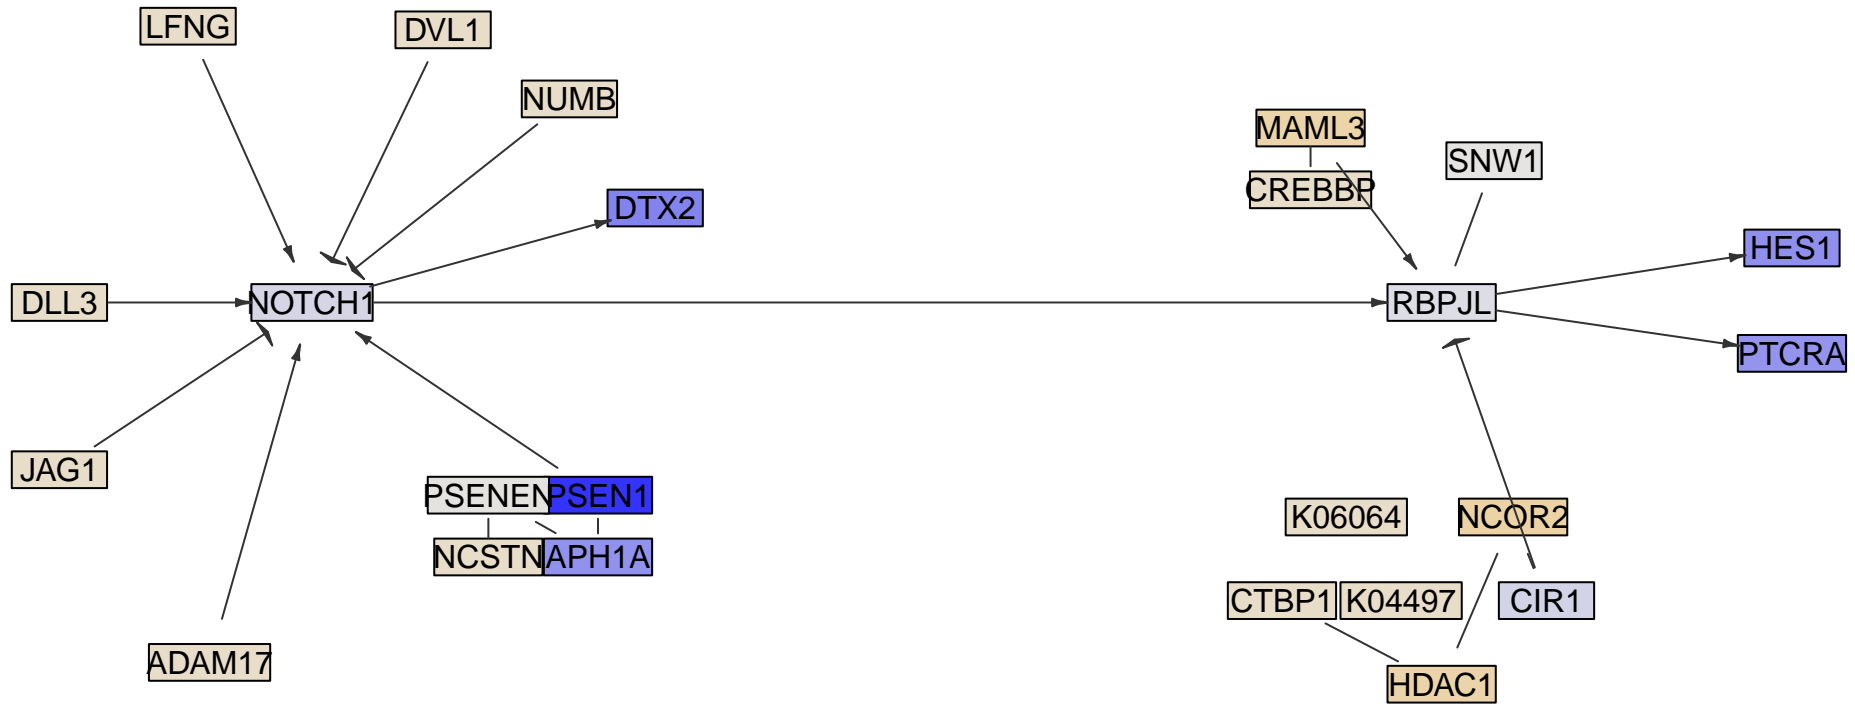 LFNG
DVL1
NUMB
MAML3
SNW1
CREBBP
DTX2
HES1
DLL3
NOTCH1
RBPJL
PTCRA
JAG1
PSENEN
PSEN1
K06064
NCOR2
NCSTN
APH1A
CTBP1
K04497
CIR1
ADAM17
HDAC1